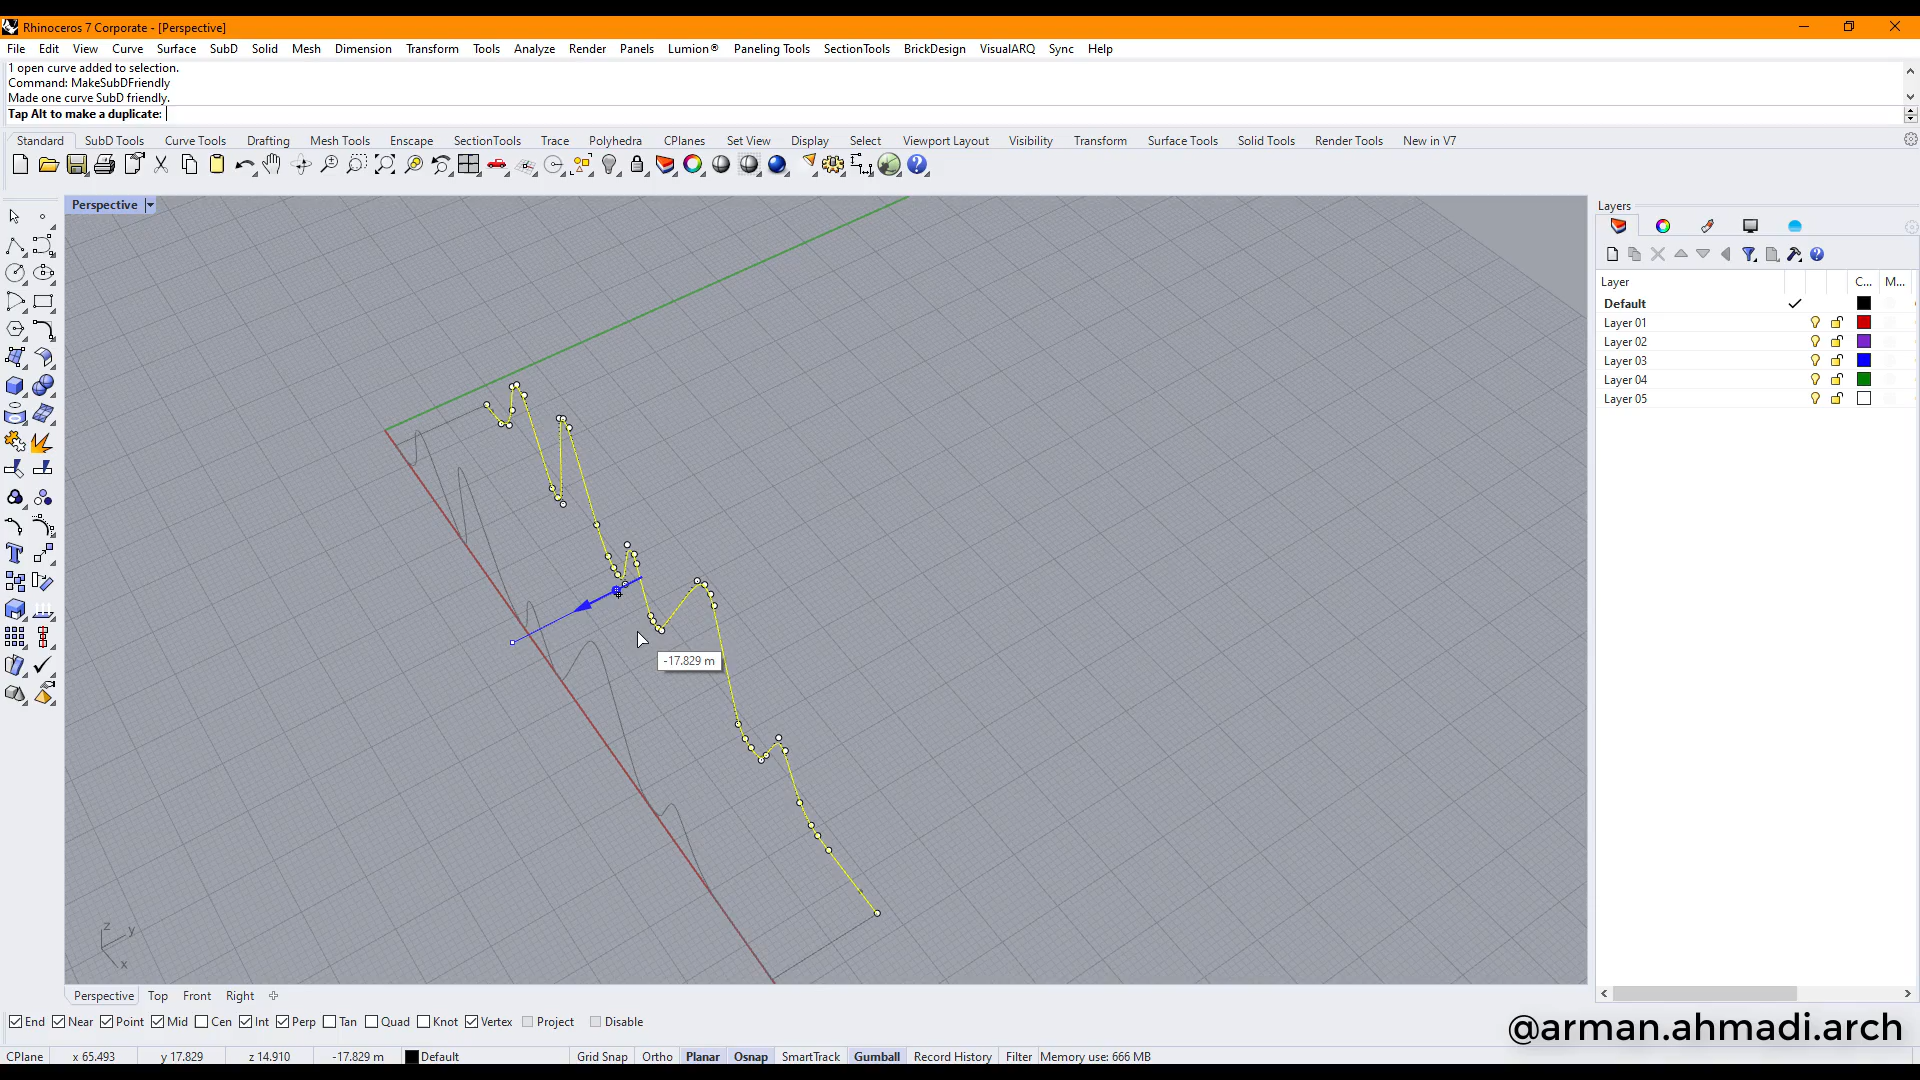 Rhinoceros 7 Corporate - [Perspective]
File Edit View Curve Surface SubD Solid Mesh Dimension Transform Tools Analyze Render Panels Lumion® Paneling Tools SectionTools BrickDesign VisualARQ Sync Help
1 open curve added to selection.
Command: MakeSubDFriendly
Made one curve SubD friendly.
Tap Alt to make a duplicate:
Standard SubD Tools Curve Tools Drafting Mesh Tools Enscape SectionTools Trace Polyhedra CPlanes Set View Display Select Viewport Layout Visibility Transform Surface Tools Solid Tools Render Tools New in V7
Perspective
Layers
Layer C... M...
Default
Layer 01
Layer 02
Layer 03
Layer 04
Layer 05
-17.829 m
z
y
x
Perspective Top Front Right
End Near Point Mid Cen Int Perp Tan Quad Knot Vertex Project Disable
@arman.ahmadi.arch
CPlane x 65.493 y 17.829 z 14.910 -17.829 m Default Grid Snap Ortho Planar Osnap SmartTrack Gumball Record History Filter Memory use: 666 MB